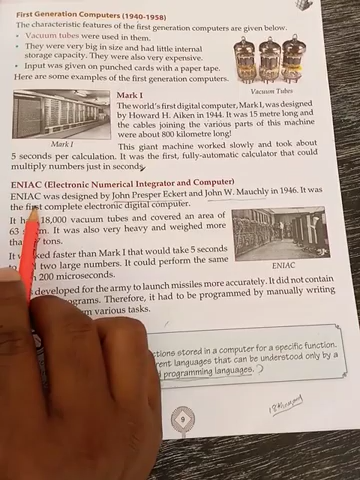 First Generation Computers (1940-1958)
The characteristic features of the first generation computers are given below.
• Vacuum tubes were used in them.
• They were very big in size and had little internal
storage capacity. They were also very expensive.
• Input was given on punched cards with a paper tape.
Here are some examples of the first generation computers.
Vacuum Tubes
Mark I
The world's first digital computer, Mark I, was designed
by Howard H. Aiken in 1944. It was 15 metre long and
the cables joining the various parts of this machine
were about 800 kilometre long!
Mark I
This giant machine worked slowly and took about
5 seconds per calculation. It was the first, fully-automatic calculator that could
multiply numbers just in seconds.
ENIAC (Electronic Numerical Integrator and Computer)
ENIAC was designed by John Presper Eckert and John W. Mauchly in 1946. It was
the first complete electronic digital computer.
It 18,000 vacuum tubes and covered an area of
63 It was also very heavy and weighed more
tons.
It faster than Mark I that would take 5 seconds
two large numbers. It could perform the same
200 microseconds.
ENIAC
developed for the army to launch missiles more accurately. It did not contain
Therefore, it had to be programmed by manually writing
various tasks.
stored in a computer for a specific function.
languages that can be understood only by a
programming languages.
9